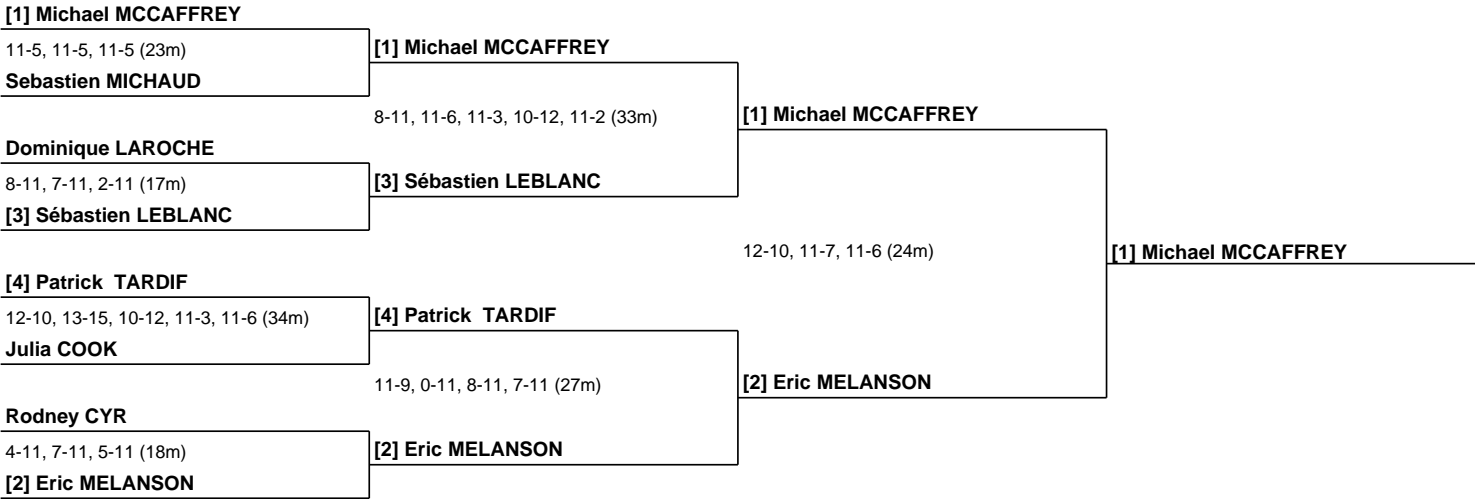 [1] Michael MCCAFFREY
11-5, 11-5, 11-5 (23m)
[1] Michael MCCAFFREY
Sebastien MICHAUD
8-11, 11-6, 11-3, 10-12, 11-2 (33m)
[1] Michael MCCAFFREY
Dominique LAROCHE
8-11, 7-11, 2-11 (17m)
[3] Sébastien LEBLANC
[3] Sébastien LEBLANC
12-10, 11-7, 11-6 (24m)
[1] Michael MCCAFFREY
[4] Patrick  TARDIF
12-10, 13-15, 10-12, 11-3, 11-6 (34m)
[4] Patrick  TARDIF
Julia COOK
11-9, 0-11, 8-11, 7-11 (27m)
[2] Eric MELANSON
Rodney CYR
4-11, 7-11, 5-11 (18m)
[2] Eric MELANSON
[2] Eric MELANSON